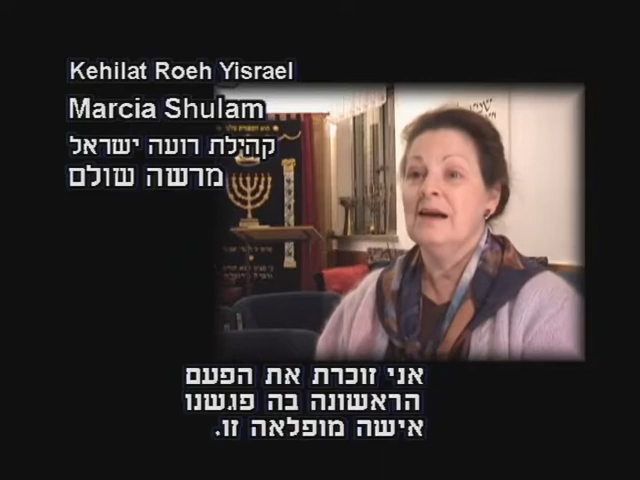 Kehilat Roeh Yisrael
Marcia Shulam
קהילת רועה ישראל
מרשה שולם
אני זוכרת את הפעם
הראשונה בה פגשנו
אישה מופלאה זו.